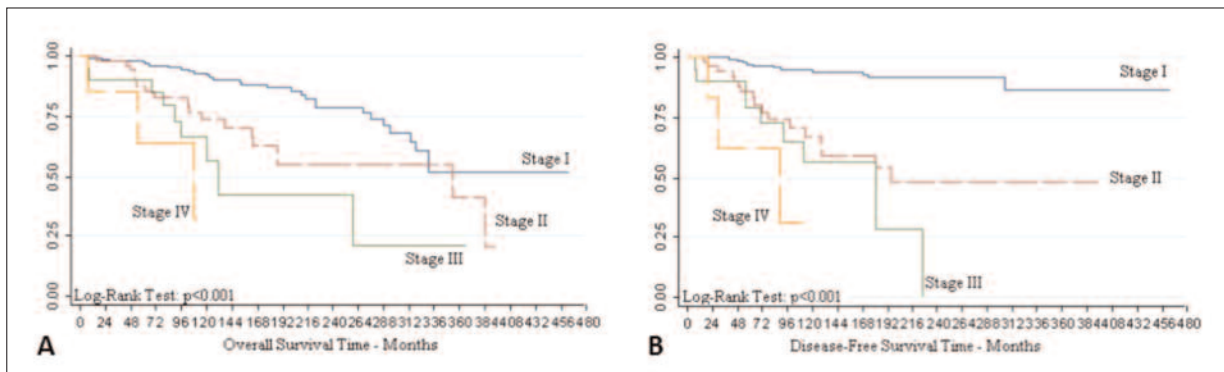 1.00
0.75
0.50
0.25
0.00
Stage I
Stage II
Stage III
Stage IV
Log-Rank Test: p<0.001
0 24 48 72 96 120 144 168 192 216 240 264 288 312 336 360 384 408 432 456 480
A
Overall Survival Time - Months
1.00
0.75
0.50
0.25
0.00
Stage I
Stage II
Stage IV
Stage III
Log-Rank Test: p<0.001
0 24 48 72 96 120 144 168 192 216 240 264 288 312 336 360 384 408 432 456 480
B
Disease-Free Survival Time - Months